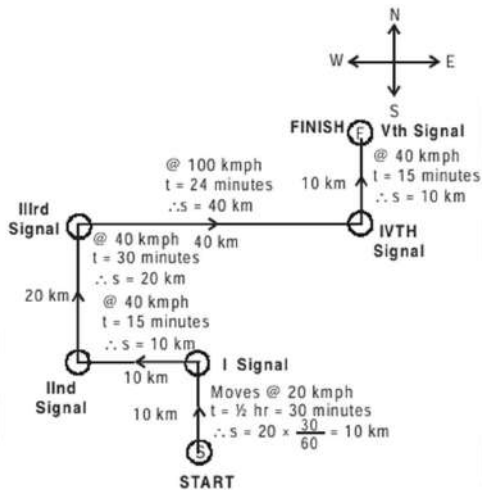 N
W E
S
FINISH F Vth Signal
@ 40 kmph
t = 15 minutes
∴ s = 10 km
10 km
IVTH
Signal
@ 100 kmph
t = 24 minutes
∴s = 40 km
40 km
IIIrd
Signal
@ 40 kmph
t = 30 minutes
∴ s = 20 km
20 km
@ 40 kmph
t = 15 minutes
∴ s = 10 km
10 km
IInd
Signal
I Signal
Moves @ 20 kmph
t = ½ hr = 30 minutes
∴ s = 20 × 30/60 = 10 km
10 km
S
START